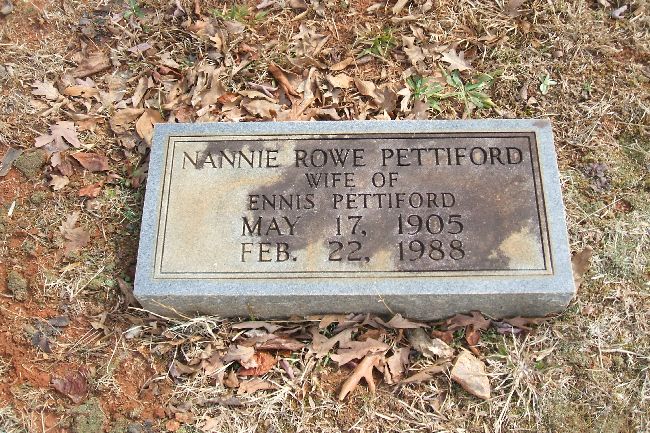 NANNIE ROWE PETTIFORD
WIFE OF
ENNIS PETTIFORD
MAY 17, 1905
FEB. 22, 1988